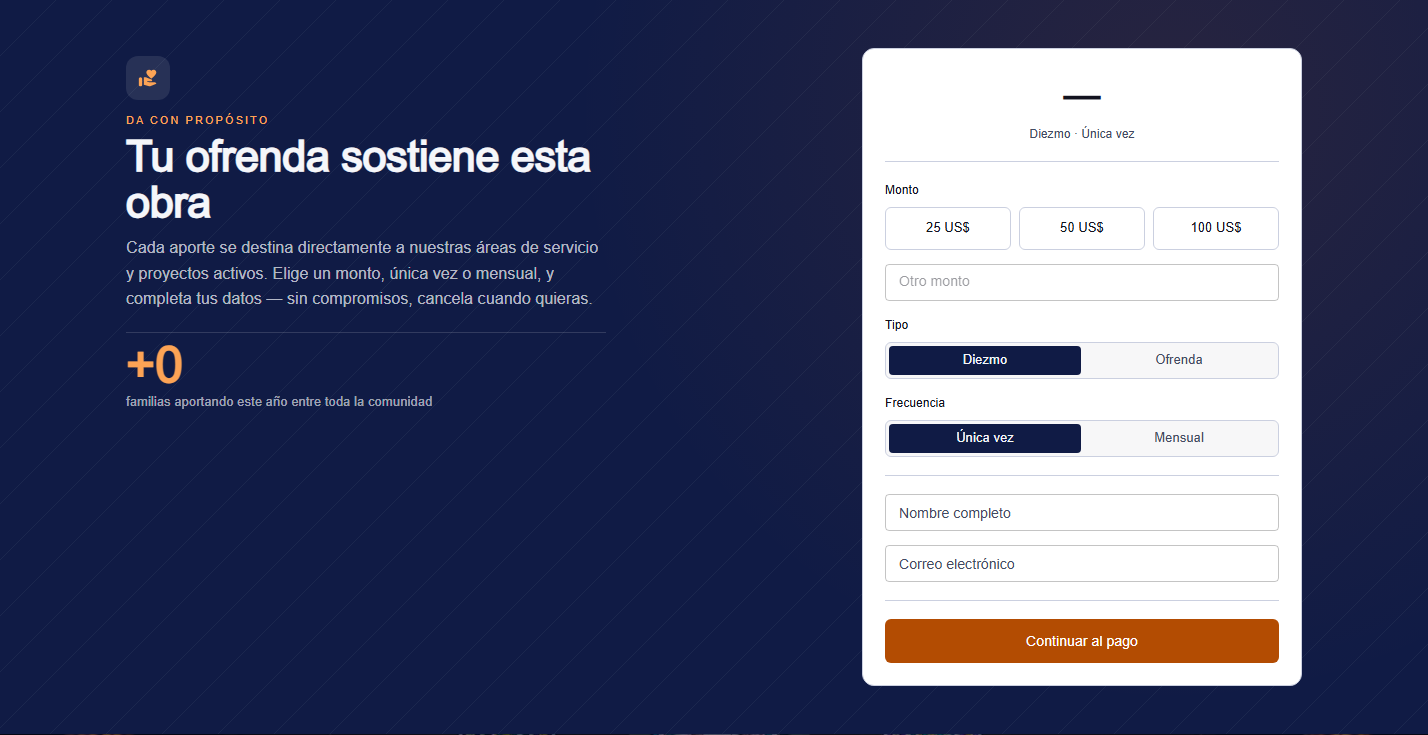 DA CON PROPÓSITO
Tu ofrenda sostiene esta
obra
Cada aporte se destina directamente a nuestras áreas de servicio
y proyectos activos. Elige un monto, única vez o mensual, y
completa tus datos — sin compromisos, cancela cuando quieras.
+0
familias aportando este año entre toda la comunidad
—
Diezmo · Única vez
Monto
25 US$ 50 US$ 100 US$
Otro monto
Tipo
Diezmo Ofrenda
Frecuencia
Única vez Mensual
Nombre completo
Correo electrónico
Continuar al pago